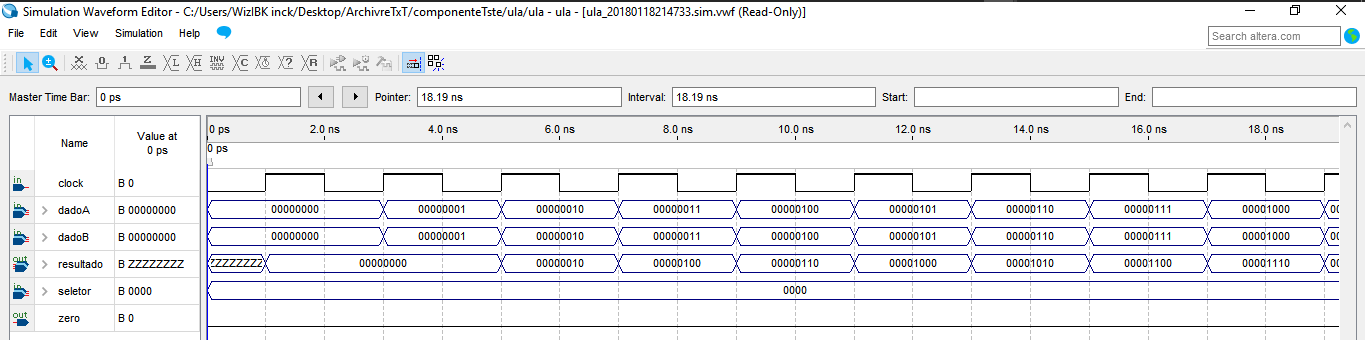 Simulation Waveform Editor - C:/Users/WizIBK inck/Desktop/ArchivreTxT/componenteTste/ula/ula - ula - [ula_20180118214733.sim.vwf (Read-Only)]
File Edit View Simulation Help
Search altera.com
Master Time Bar: 0 ps Pointer: 18.19 ns Interval: 18.19 ns Start: End:
Name Value at 0 ps
0 ps 2.0 ns 4.0 ns 6.0 ns 8.0 ns 10.0 ns 12.0 ns 14.0 ns 16.0 ns 18.0 ns
0 ps
in clock B 0
in dadoA B 00000000 00000000 00000001 00000010 00000011 00000100 00000101 00000110 00000111 00001000 00
in dadoB B 00000000 00000000 00000001 00000010 00000011 00000100 00000101 00000110 00000111 00001000 00
out resultado B ZZZZZZZZ ZZZZZZZZ 00000000 00000010 00000100 00000110 00001000 00001010 00001100 00001110 00
in seletor B 0000 0000
out zero B 0